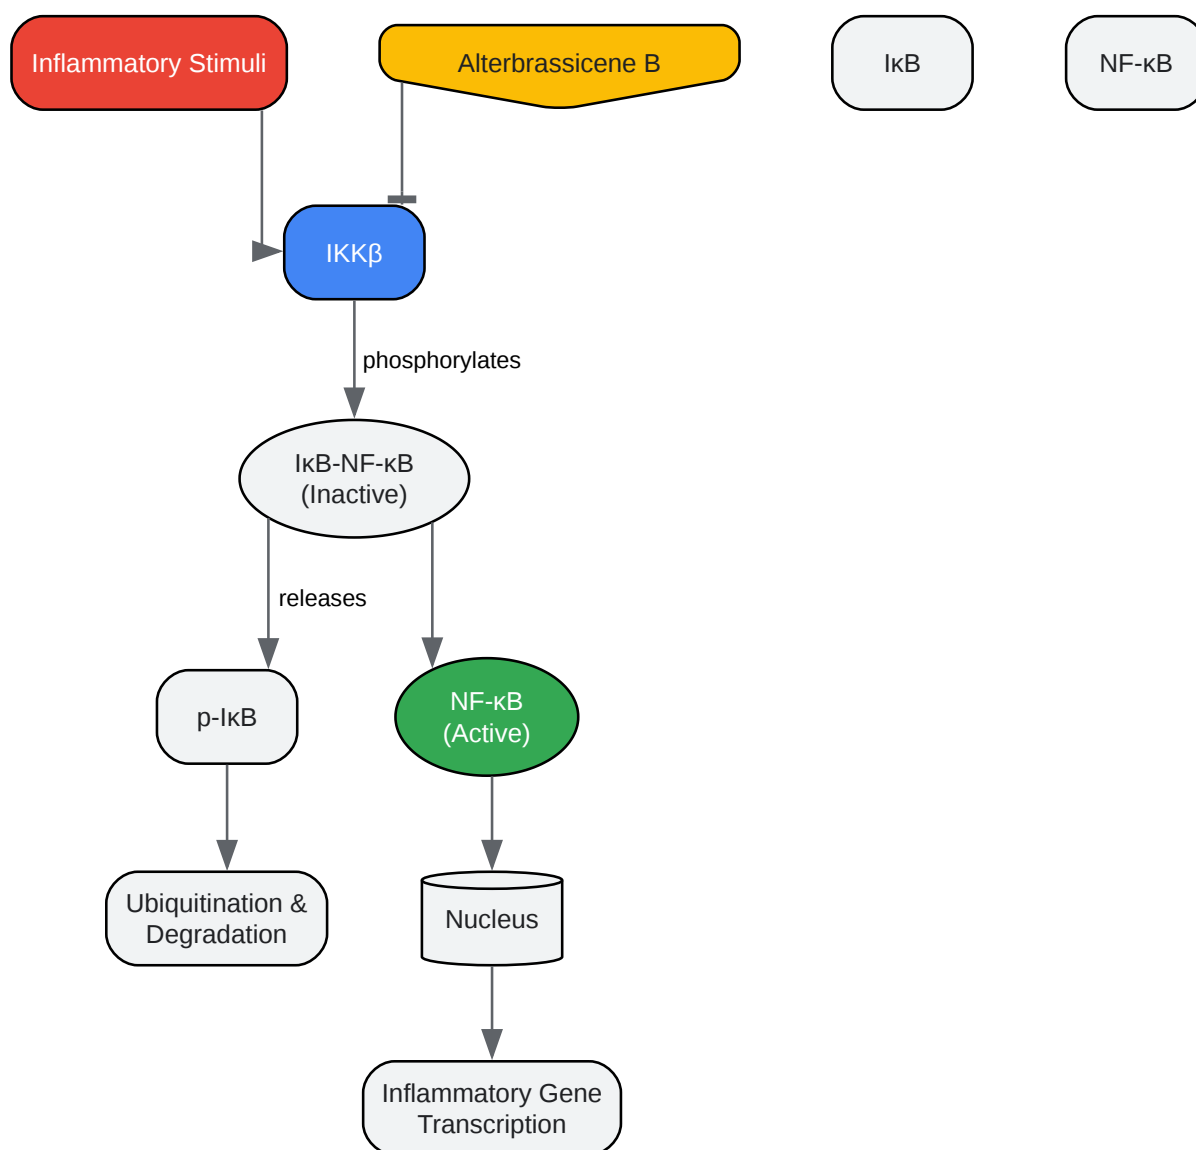 Inflammatory Stimuli
Alterbrassicene B
IκB
NF-κB
IKKβ
phosphorylates
IκB-NF-κB
(Inactive)
releases
p-IκB
NF-κB
(Active)
Ubiquitination &
Degradation
Nucleus
Inflammatory Gene
Transcription